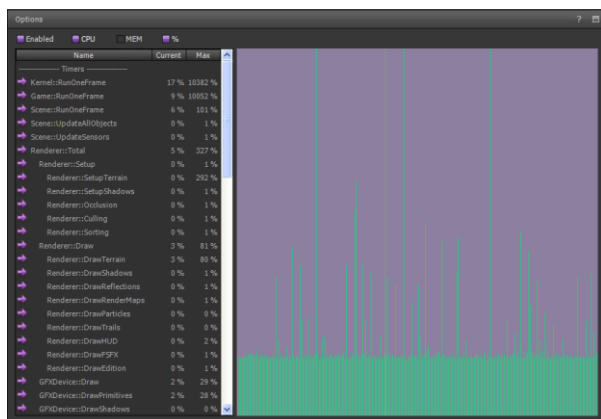 Options ?
Enabled CPU MEM %
Name Current Max
Timers
Kernel::RunOneFrame 17 % 10382 %
Game::RunOneFrame 9 % 10052 %
Scene::RunOneFrame 6 % 101 %
Scene::UpdateAllObjects 0 % 1 %
Scene::UpdateSensors 0 % 1 %
Renderer::Total 5 % 327 %
Renderer::Setup 0 % 1 %
Renderer::SetupTerrain 0 % 292 %
Renderer::SetupShadows 0 % 1 %
Renderer::Occlusion 0 % 1 %
Renderer::Culling 0 % 1 %
Renderer::Sorting 0 % 1 %
Renderer::Draw 3 % 81 %
Renderer::DrawTerrain 3 % 80 %
Renderer::DrawShadows 0 % 1 %
Renderer::DrawReflections 0 % 1 %
Renderer::DrawRenderMaps 0 % 1 %
Renderer::DrawParticles 0 % 0 %
Renderer::DrawTrails 0 % 0 %
Renderer::DrawHUD 0 % 2 %
Renderer::DrawFSFX 0 % 1 %
Renderer::DrawEdition 0 % 1 %
GFXDevice::Draw 2 % 29 %
GFXDevice::DrawPrimitives 2 % 28 %
GFXDevice::DrawShadows 0 % 0 %